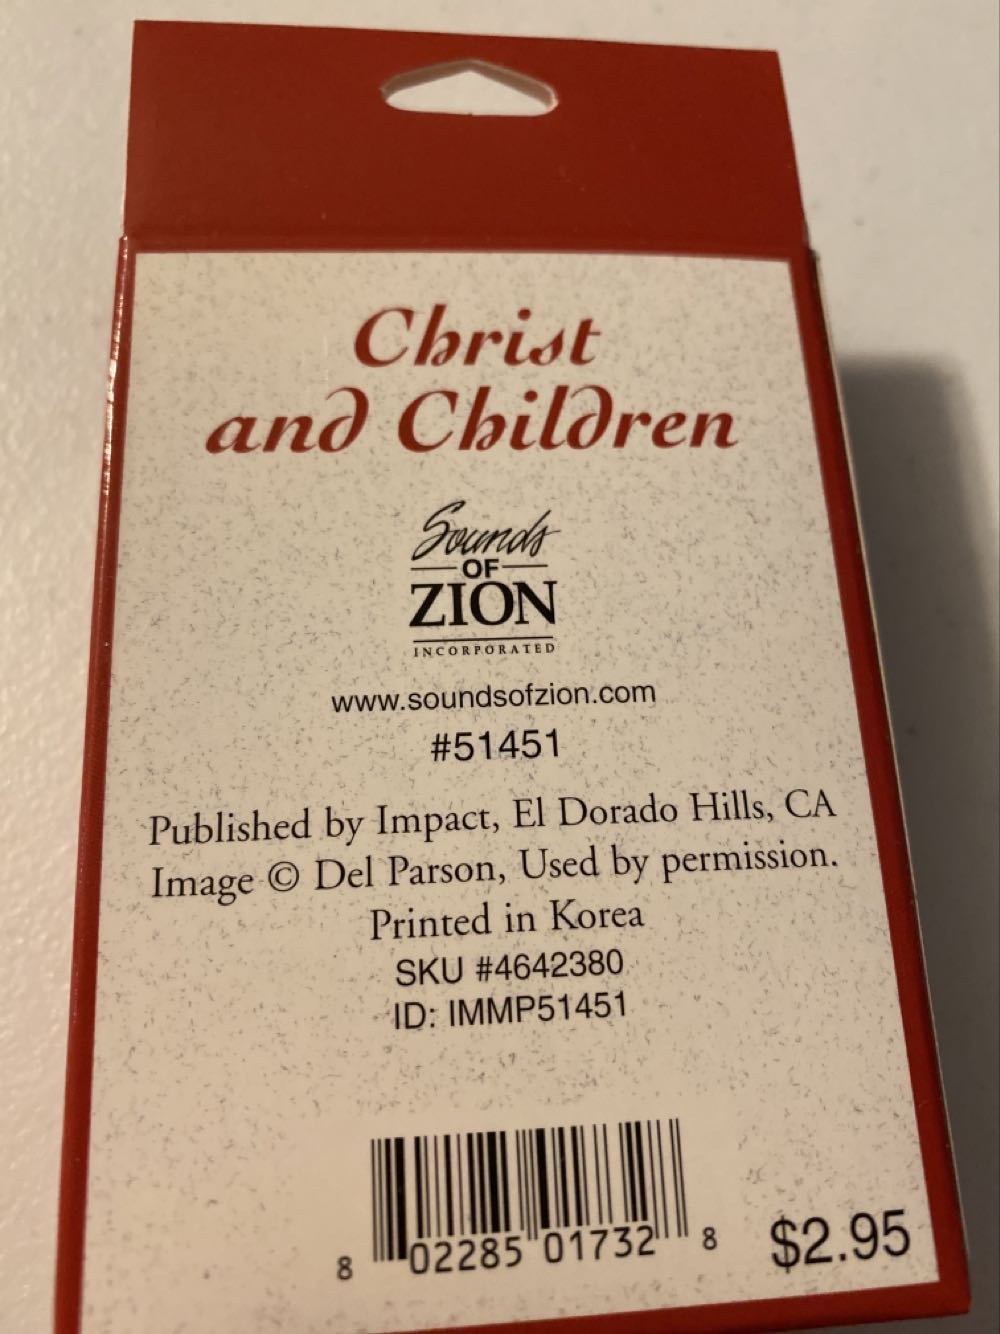 Christ
and Children
Sounds
OF
ZION
INCORPORATED
www.soundsofzion.com
#51451
Published by Impact, El Dorado Hills, CA
Image © Del Parson, Used by permission.
Printed in Korea
SKU #4642380
ID: IMMP51451
8 02285 01732 8
$2.95